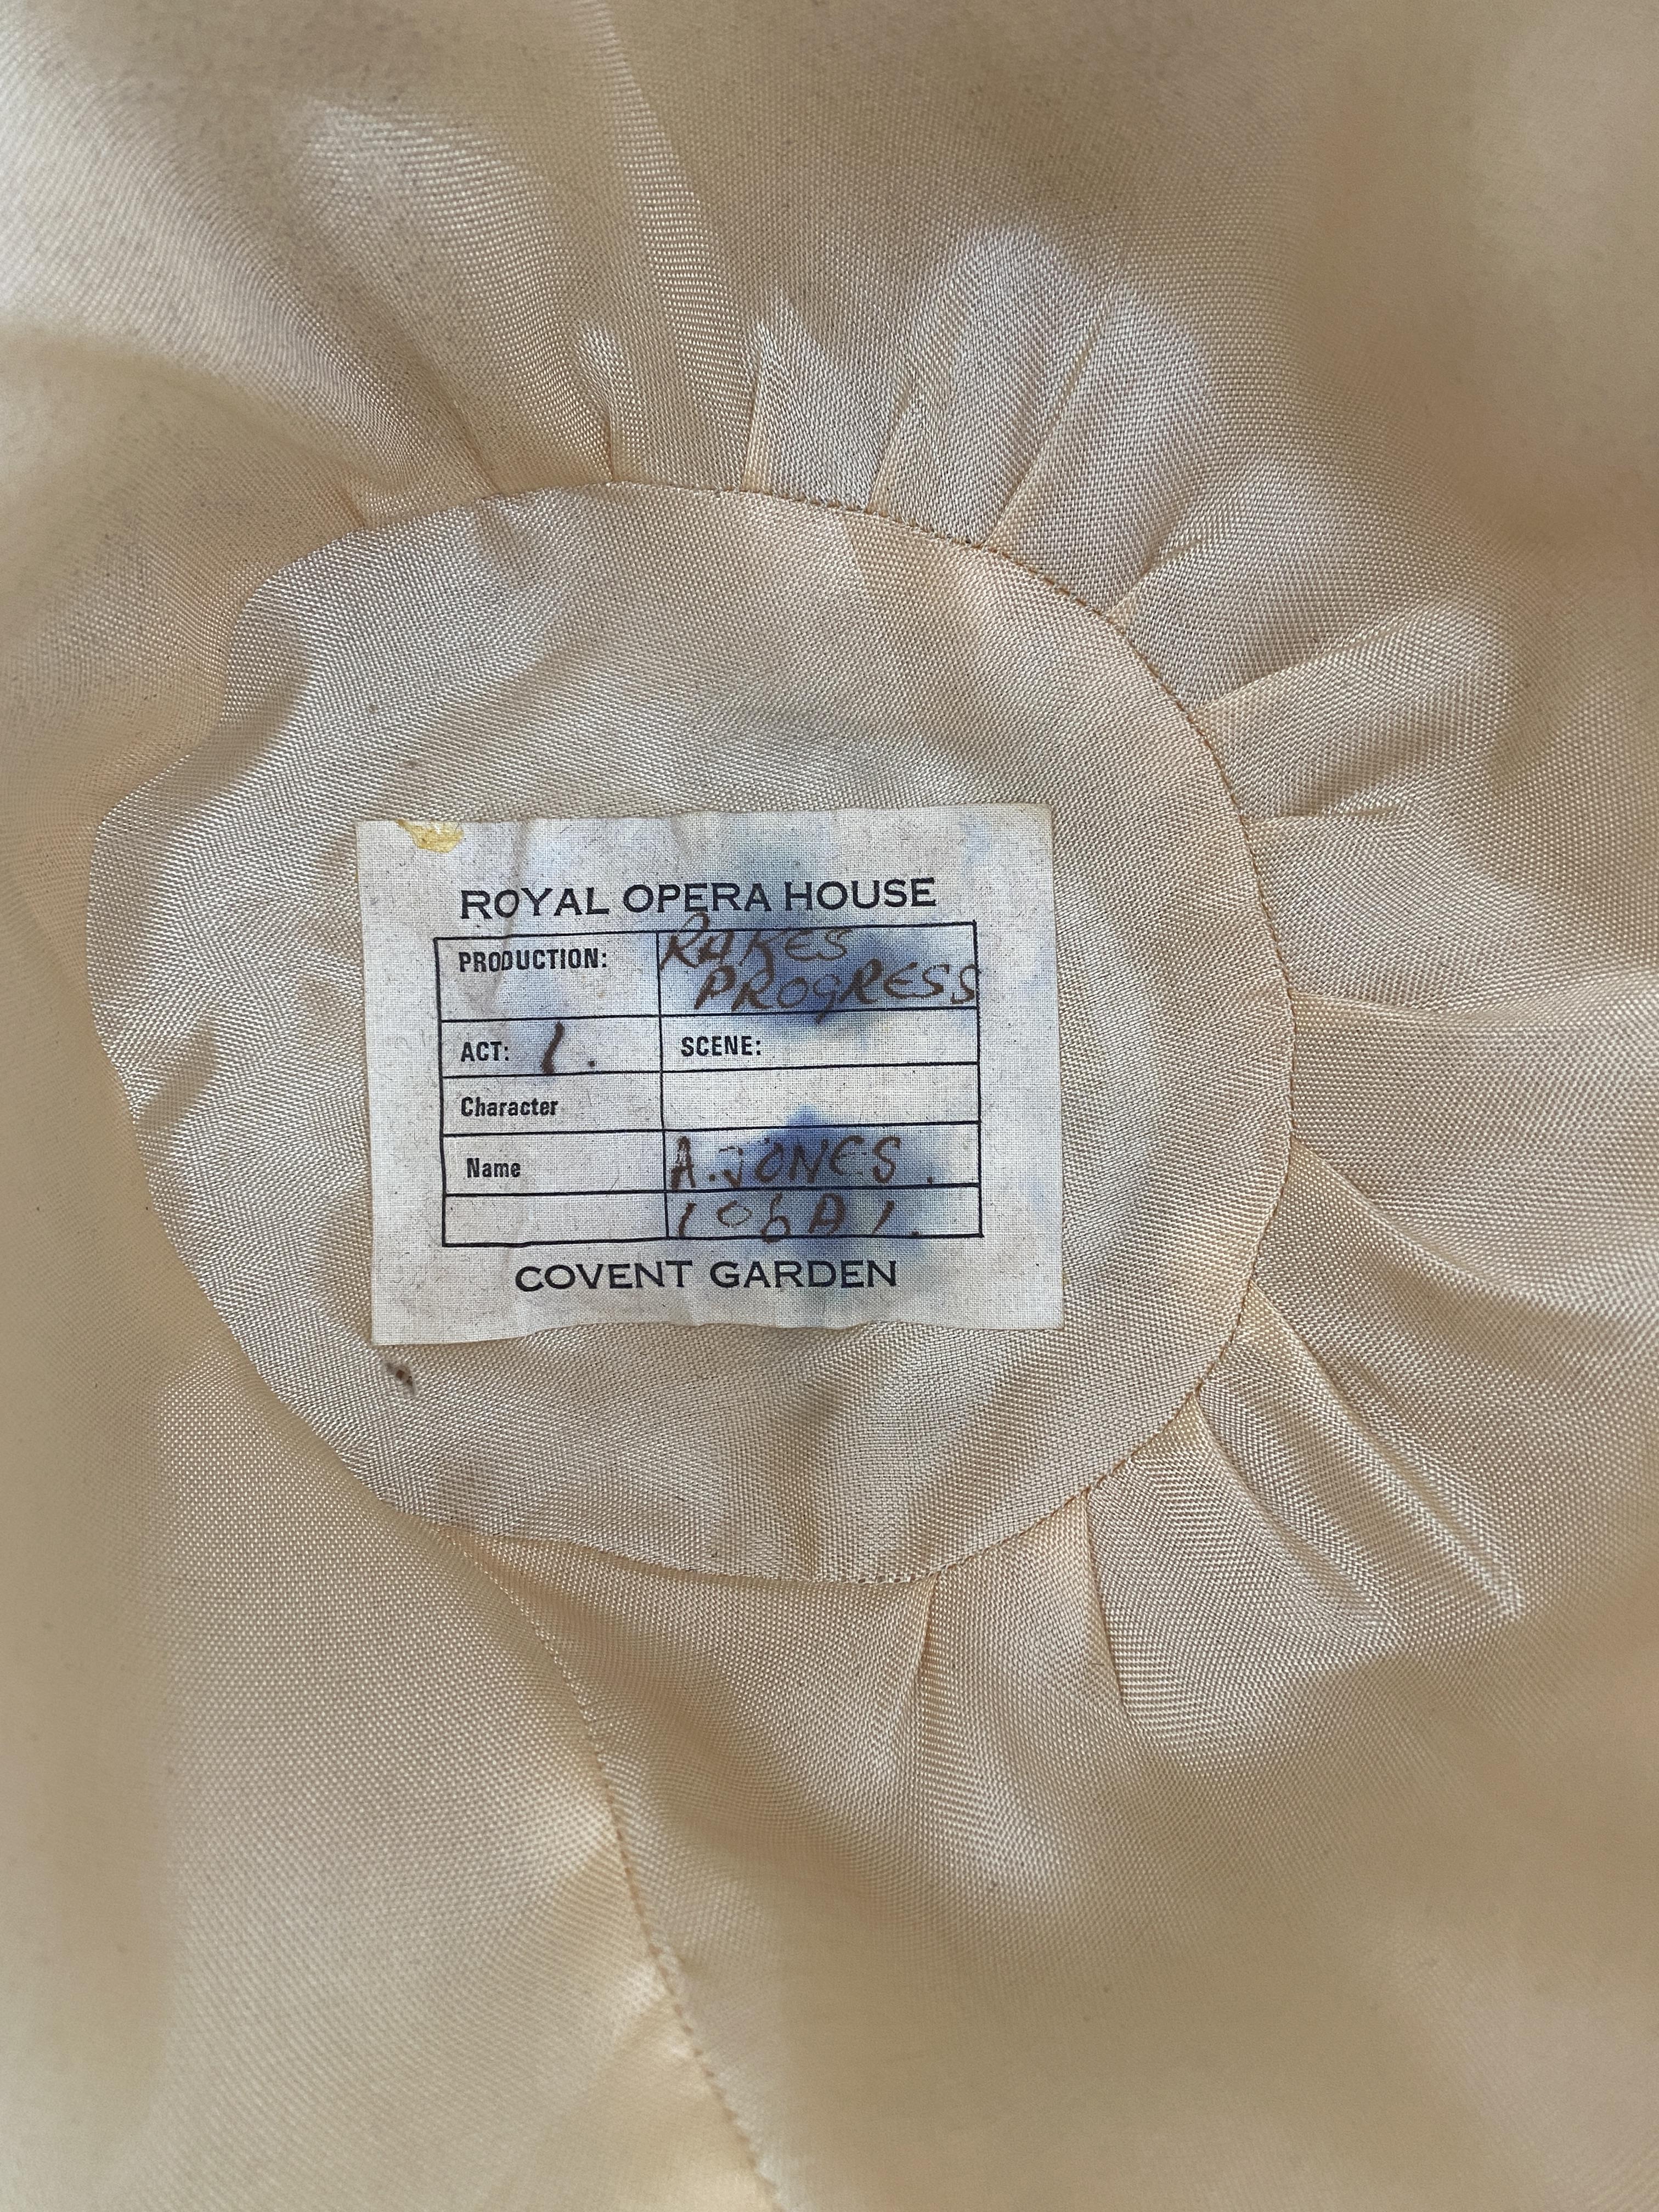 ROYAL OPERA HOUSE
PRODUCTION: RAKES
PROGRESS
ACT: 1. SCENE:
Character
Name A. JONES.
106A1.
COVENT GARDEN